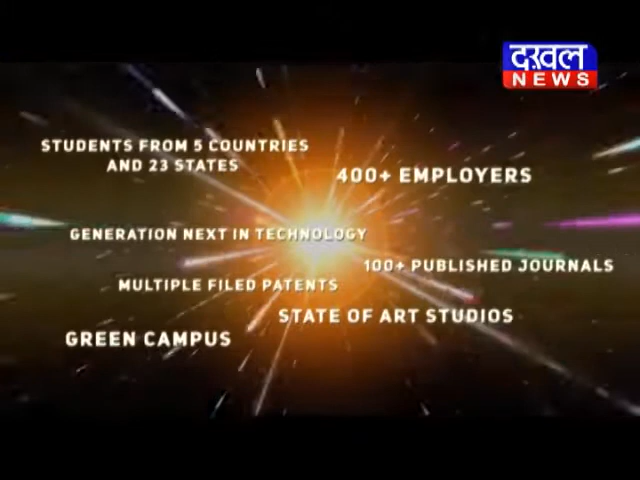 दख़ल
NEWS
STUDENTS FROM 5 COUNTRIES
AND 23 STATES
400+ EMPLOYERS
GENERATION NEXT IN TECHNOLOGY
100+ PUBLISHED JOURNALS
MULTIPLE FILED PATENTS
STATE OF ART STUDIOS
GREEN CAMPUS